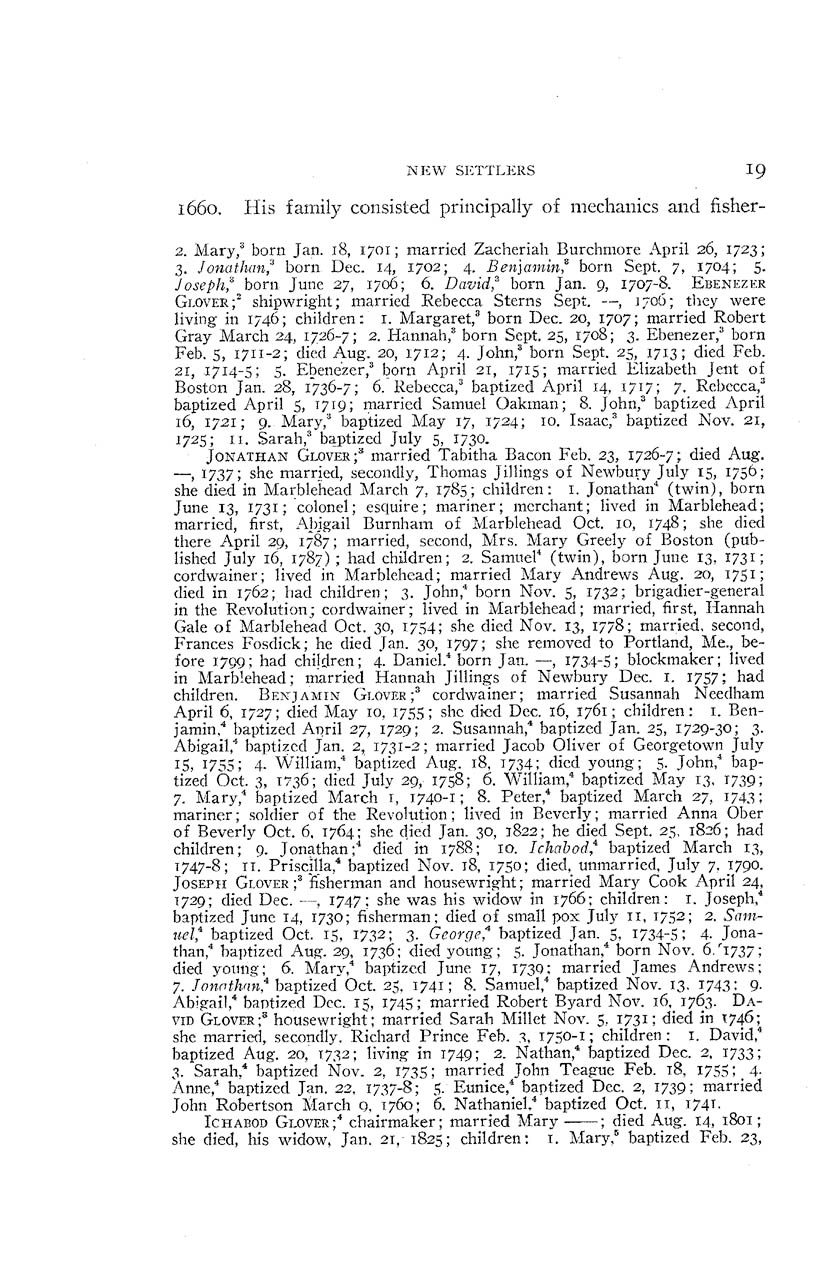 NEW SETTLERS 19
1660. His family consisted principally of mechanics and fisher-
2. Mary,³ born Jan. 18, 1701; married Zacheriah Burchmore April 26, 1723;
3. Jonathan,³ born Dec. 14, 1702; 4. Benjamin,³ born Sept. 7, 1704; 5.
Joseph,³ born June 27, 1706; 6. David,³ born Jan. 9, 1707-8. EBENEZER
GLOVER;² shipwright; married Rebecca Sterns Sept. —, 1706; they were
living in 1746; children: 1. Margaret,³ born Dec. 20, 1707; married Robert
Gray March 24, 1726-7; 2. Hannah,³ born Sept. 25, 1708; 3. Ebenezer,³ born
Feb. 5, 1711-2; died Aug. 20, 1712; 4. John,³ born Sept. 25, 1713; died Feb.
21, 1714-5; 5. Ebenezer,³ born April 21, 1715; married Elizabeth Jent of
Boston Jan. 28, 1736-7; 6. Rebecca,³ baptized April 14, 1717; 7. Rebecca,³
baptized April 5, 1719; married Samuel Oakman; 8. John,³ baptized April
16, 1721; 9. Mary,³ baptized May 17, 1724; 10. Isaac,³ baptized Nov. 21,
1725; 11. Sarah,³ baptized July 5, 1730.
JONATHAN GLOVER;³ married Tabitha Bacon Feb. 23, 1726-7; died Aug.
—, 1737; she married, secondly, Thomas Jillings of Newbury July 15, 1756;
she died in Marblehead March 7, 1785; children: 1. Jonathan⁴ (twin), born
June 13, 1731; colonel; esquire; mariner; merchant; lived in Marblehead;
married, first, Abigail Burnham of Marblehead Oct. 10, 1748; she died
there April 29, 1787; married, second, Mrs. Mary Greely of Boston (pub-
lished July 16, 1787); had children; 2. Samuel⁴ (twin), born June 13, 1731;
cordwainer; lived in Marblehead; married Mary Andrews Aug. 20, 1751;
died in 1762; had children; 3. John,⁴ born Nov. 5, 1732; brigadier-general
in the Revolution; cordwainer; lived in Marblehead; married, first, Hannah
Gale of Marblehead Oct. 30, 1754; she died Nov. 13, 1778; married, second,
Frances Fosdick; he died Jan. 30, 1797; she removed to Portland, Me., be-
fore 1799; had children; 4. Daniel,⁴ born Jan. —, 1734-5; blockmaker; lived
in Marblehead; married Hannah Jillings of Newbury Dec. 1, 1757; had
children. BENJAMIN GLOVER;³ cordwainer; married Susannah Needham
April 6, 1727; died May 10, 1755; she died Dec. 16, 1761; children: 1. Ben-
jamin,⁴ baptized April 27, 1729; 2. Susannah,⁴ baptized Jan. 25, 1729-30; 3.
Abigail,⁴ baptized Jan. 2, 1731-2; married Jacob Oliver of Georgetown July
15, 1755; 4. William,⁴ baptized Aug. 18, 1734; died young; 5. John,⁴ bap-
tized Oct. 3, 1736; died July 29, 1758; 6. William,⁴ baptized May 13, 1739;
7. Mary,⁴ baptized March 1, 1740-1; 8. Peter,⁴ baptized March 27, 1743;
mariner; soldier of the Revolution; lived in Beverly; married Anna Ober
of Beverly Oct. 6, 1764; she died Jan. 30, 1822; he died Sept. 25, 1826; had
children; 9. Jonathan;⁴ died in 1788; 10. Ichabod,⁴ baptized March 13,
1747-8; 11. Priscilla,⁴ baptized Nov. 18, 1750; died, unmarried, July 7, 1790.
JOSEPH GLOVER;³ fisherman and housewright; married Mary Cook April 24,
1729; died Dec. —, 1747; she was his widow in 1766; children: 1. Joseph,⁴
baptized June 14, 1730; fisherman; died of small pox July 11, 1752; 2. Sam-
uel,⁴ baptized Oct. 15, 1732; 3. George,⁴ baptized Jan. 5, 1734-5; 4. Jona-
than,⁴ baptized Aug. 29, 1736; died young; 5. Jonathan,⁴ born Nov. 6, 1737;
died young; 6. Mary,⁴ baptized June 17, 1739; married James Andrews;
7. Jonathan,⁴ baptized Oct. 25, 1741; 8. Samuel,⁴ baptized Nov. 13, 1743; 9.
Abigail,⁴ baptized Dec. 15, 1745; married Robert Byard Nov. 16, 1763. DA-
VID GLOVER;³ housewright; married Sarah Millet Nov. 5, 1731; died in 1746;
she married, secondly, Richard Prince Feb. 3, 1750-1; children: 1. David,⁴
baptized Aug. 20, 1732; living in 1749; 2. Nathan,⁴ baptized Dec. 2, 1733;
3. Sarah,⁴ baptized Nov. 2, 1735; married John Teague Feb. 18, 1755; 4.
Anne,⁴ baptized Jan. 22, 1737-8; 5. Eunice,⁴ baptized Dec. 2, 1739; married
John Robertson March 9, 1760; 6. Nathaniel,⁴ baptized Oct. 11, 1741.
ICHABOD GLOVER;⁴ chairmaker; married Mary ——; died Aug. 14, 1801;
she died, his widow, Jan. 21, 1825; children: 1. Mary,⁵ baptized Feb. 23,